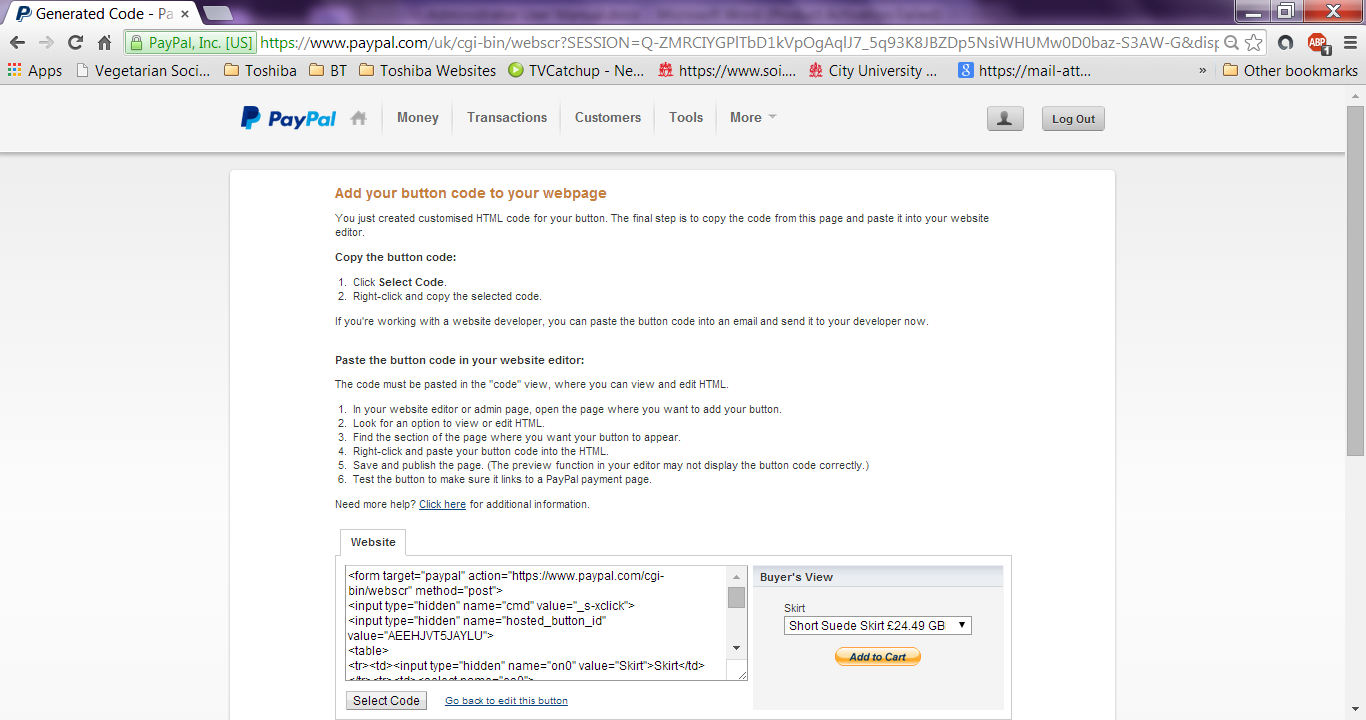 Generated Code - Pa
PayPal, Inc. [US]
https://www.paypal.com/uk/cgi-bin/webscr?SESSION=Q-ZMRCIYGPlTbD1kVpOgAqlJ7_5q93K8JBZDp5NsiWHUMw0D0baz-S3AW-G&disp
ABP 1
Apps Vegetarian Soci... Toshiba BT Toshiba Websites TVCatchup - Ne... https://www.soi.... City University ... https://mail-att... » Other bookmarks
PayPal Money Transactions Customers Tools More Log Out
Add your button code to your webpage
You just created customised HTML code for your button. The final step is to copy the code from this page and paste it into your website
editor.
Copy the button code:
1. Click Select Code.
2. Right-click and copy the selected code.
If you're working with a website developer, you can paste the button code into an email and send it to your developer now.
Paste the button code in your website editor:
The code must be pasted in the "code" view, where you can view and edit HTML.
1. In your website editor or admin page, open the page where you want to add your button.
2. Look for an option to view or edit HTML.
3. Find the section of the page where you want your button to appear.
4. Right-click and paste your button code into the HTML.
5. Save and publish the page. (The preview function in your editor may not display the button code correctly.)
6. Test the button to make sure it links to a PayPal payment page.
Need more help? Click here for additional information.
Website
<form target="paypal" action="https://www.paypal.com/cgi-
bin/webscr" method="post">
<input type="hidden" name="cmd" value="_s-xclick">
<input type="hidden" name="hosted_button_id"
value="AEEHJVT5JAYLU">
<table>
<tr><td><input type="hidden" name="on0" value="Skirt">Skirt</td>
</tr><tr><td><select name="os0">
Buyer's View
Skirt
Short Suede Skirt £24.49 GB
Add to Cart
Select Code
Go back to edit this button